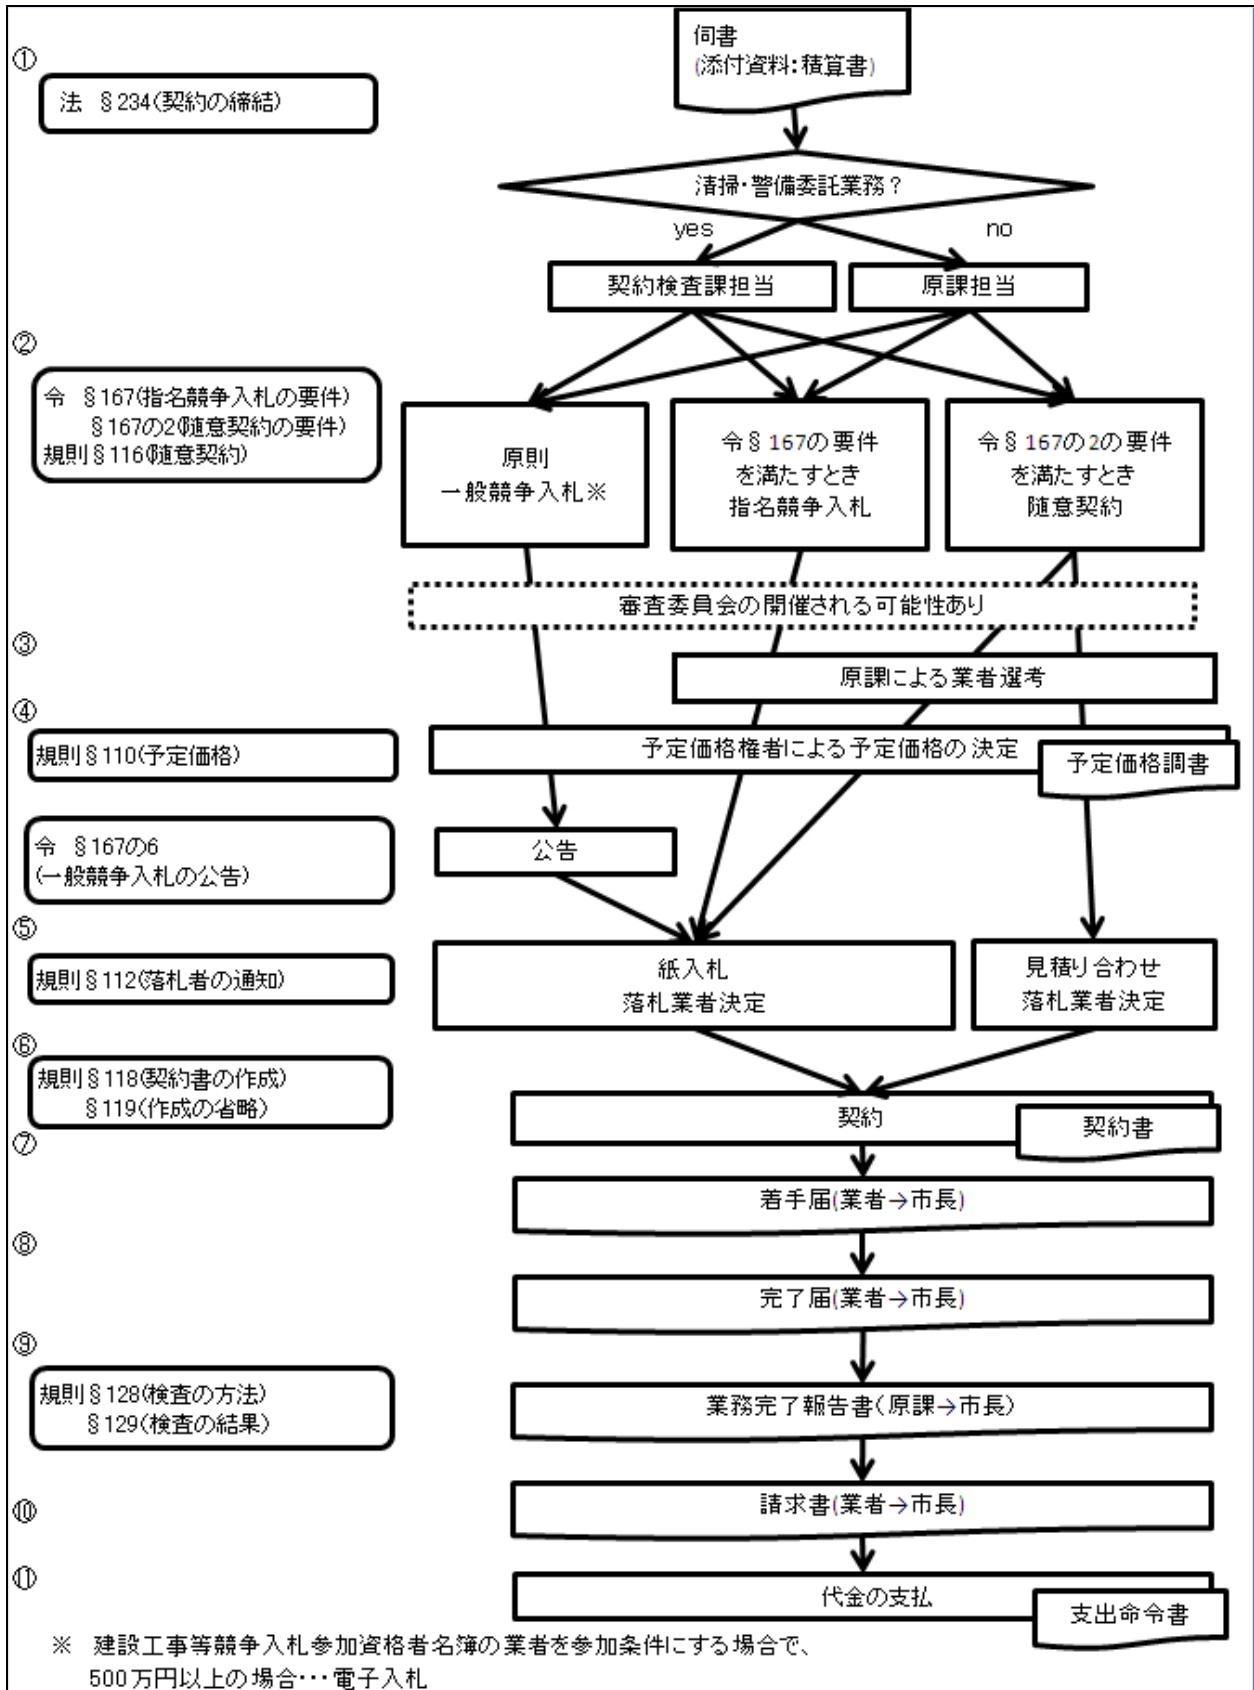 ①
法 §234(契約の締結)
伺書
(添付資料:積算書)
清掃・警備委託業務?
yes
no
契約検査課担当
原課担当
②
令 §167(指名競争入札の要件)
§167の2(随意契約の要件)
規則§116(随意契約)
原則
一般競争入札※
令§167の要件
を満たすとき
指名競争入札
令§167の2の要件
を満たすとき
随意契約
審査委員会の開催される可能性あり
③
原課による業者選考
④
規則§110(予定価格)
予定価格権者による予定価格の決定
予定価格調書
令 §167の6
(一般競争入札の公告)
公告
⑤
規則§112(落札者の通知)
紙入札
落札業者決定
見積り合わせ
落札業者決定
⑥
規則§118(契約書の作成)
§119(作成の省略)
契約
契約書
⑦
着手届(業者→市長)
⑧
完了届(業者→市長)
⑨
規則§128(検査の方法)
§129(検査の結果)
業務完了報告書(原課→市長)
⑩
請求書(業者→市長)
⑪
代金の支払
支出命令書
※ 建設工事等競争入札参加資格者名簿の業者を参加条件にする場合で、
500万円以上の場合・・・電子入札